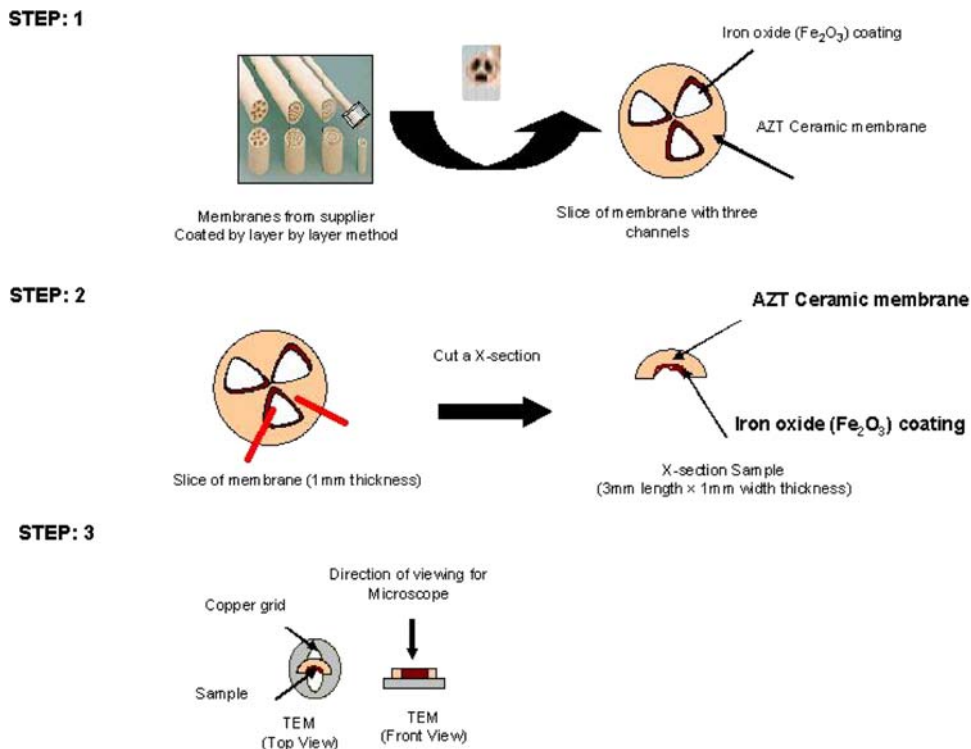 STEP: 1
Iron oxide (Fe₂O₃) coating
AZT Ceramic membrane
Membranes from supplier
Coated by layer by layer method
Slice of membrane with three
channels
STEP: 2
AZT Ceramic membrane
Cut a X-section
Iron oxide (Fe₂O₃) coating
Slice of membrane (1mm thickness)
X-section Sample
(3mm length × 1mm width thickness)
STEP: 3
Direction of viewing for
Microscope
Copper grid
Sample
TEM
(Top View)
TEM
(Front View)